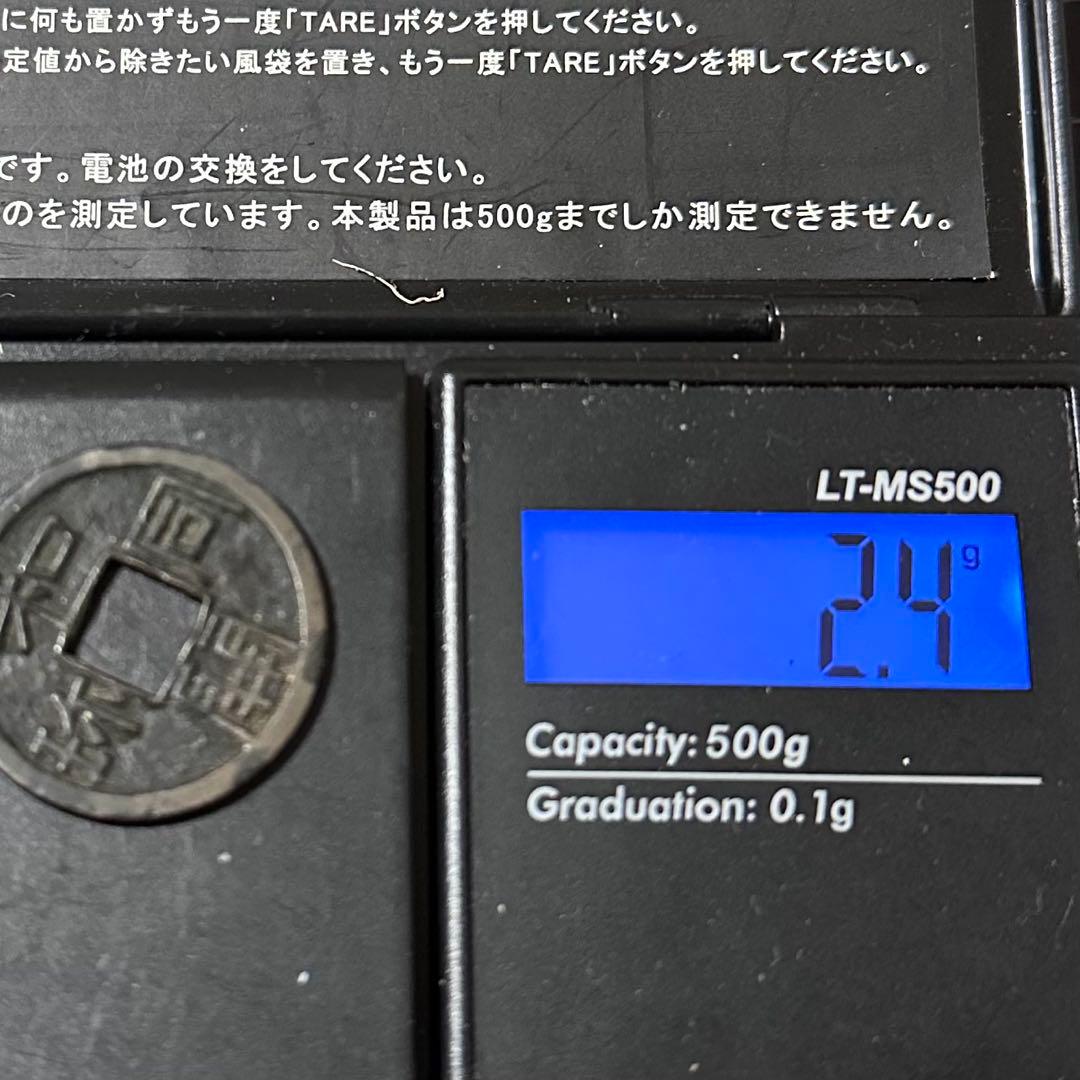 に何も置かずもう一度「TARE」ボタンを押してください。
定値から除きたい風袋を置き、もう一度「TARE」ボタンを押してください。
です。電池の交換をしてください。
のを測定しています。本製品は500gまでしか測定できません。
LT-MS500
2.4g
Capacity: 500g
Graduation: 0.1g